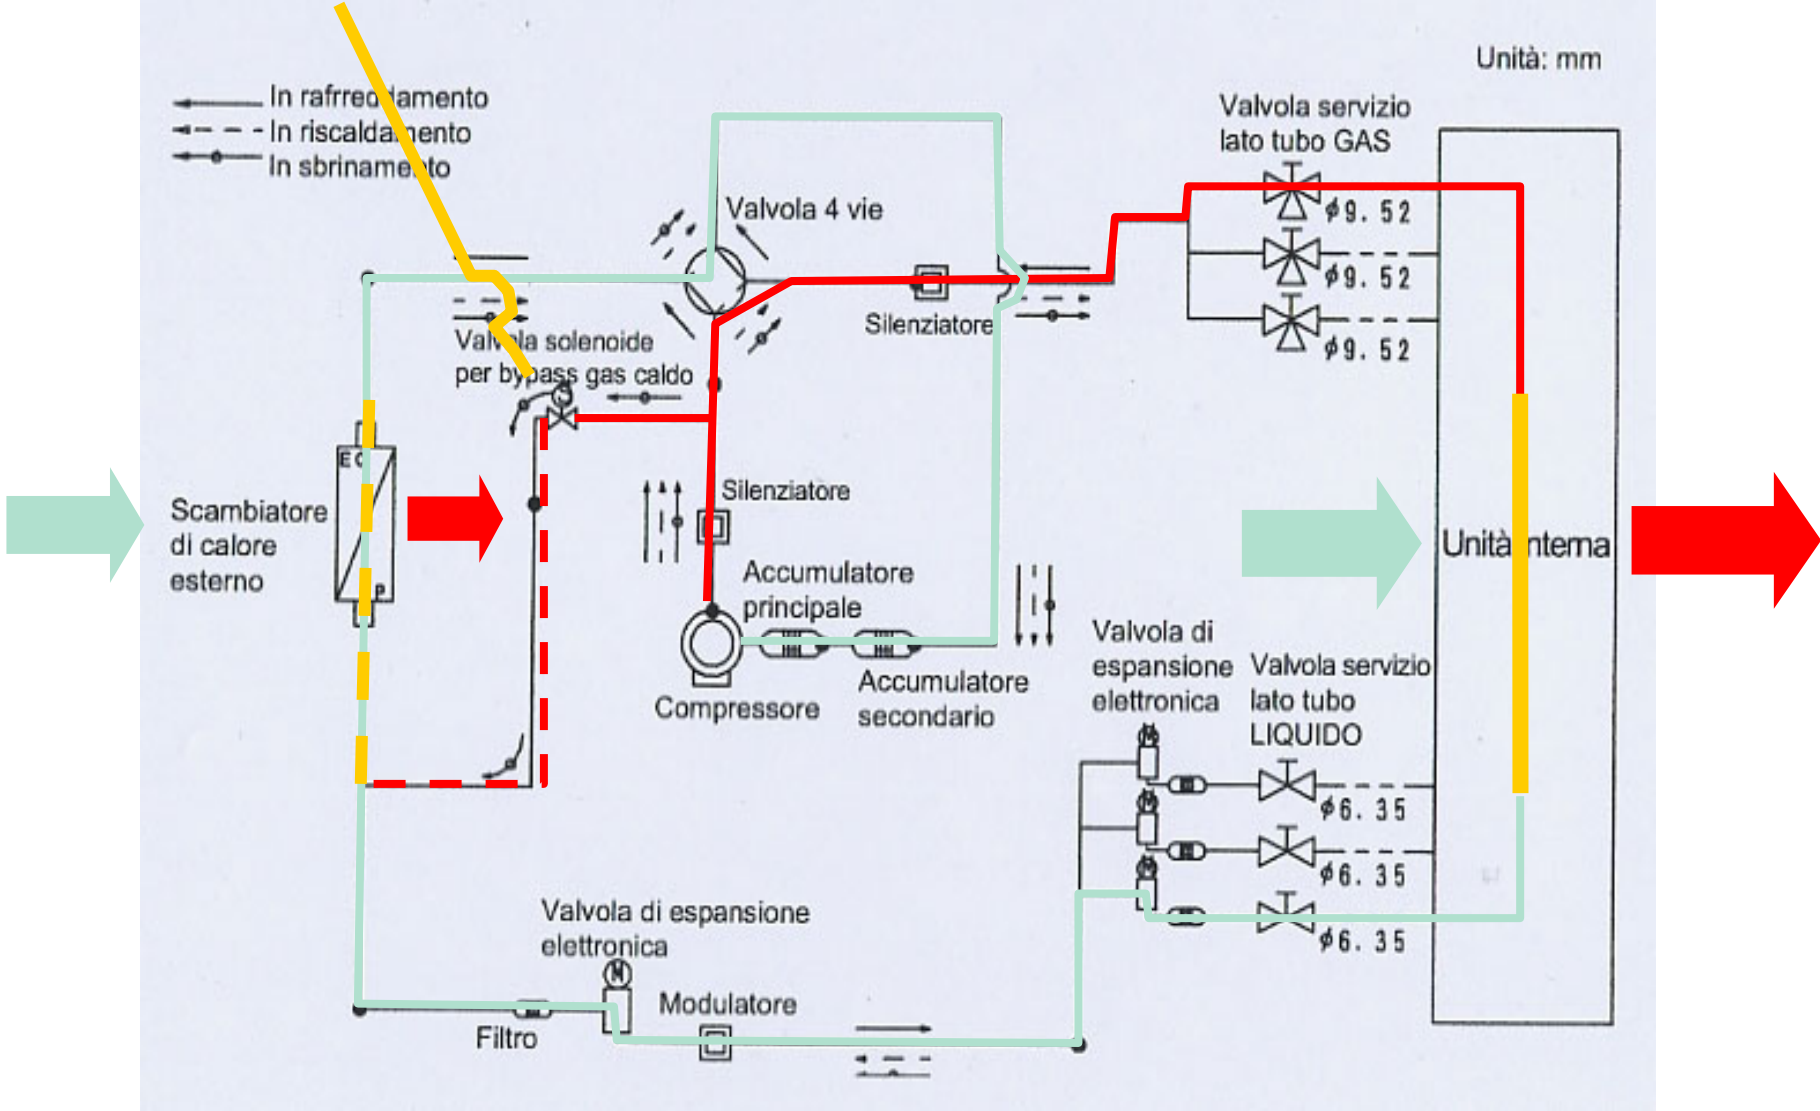 Unità: mm
In rafrreddamento
In riscaldamento
In sbrinamento
Valvola servizio
lato tubo GAS
Valvola 4 vie
ϕ9.52
ϕ9.52
ϕ9.52
Silenziatore
Valvola solenoide
per bypass gas caldo
S
E C
P
Scambiatore
di calore
esterno
Silenziatore
Unità interna
Accumulatore
principale
Compressore
Accumulatore
secondario
Valvola di
espansione
elettronica
Valvola servizio
lato tubo
LIQUIDO
M
ϕ6.35
M
ϕ6.35
M
ϕ6.35
Valvola di espansione
elettronica
M
Modulatore
Filtro